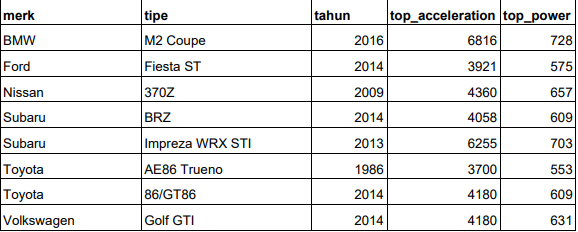 merk tipe tahun top_acceleration top_power
BMW M2 Coupe 2016 6816 728
Ford Fiesta ST 2014 3921 575
Nissan 370Z 2009 4360 657
Subaru BRZ 2014 4058 609
Subaru Impreza WRX STI 2013 6255 703
Toyota AE86 Trueno 1986 3700 553
Toyota 86/GT86 2014 4180 609
Volkswagen Golf GTI 2014 4180 631